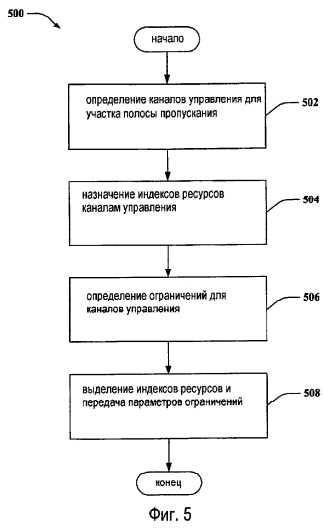 500
начало
определение каналов управления для
участка полосы пропускания
502
назначение индексов ресурсов
каналам управления
504
определение ограничений для
каналов управления
506
выделение индексов ресурсов и
передача параметров ограничений
508
конец
Фиг. 5